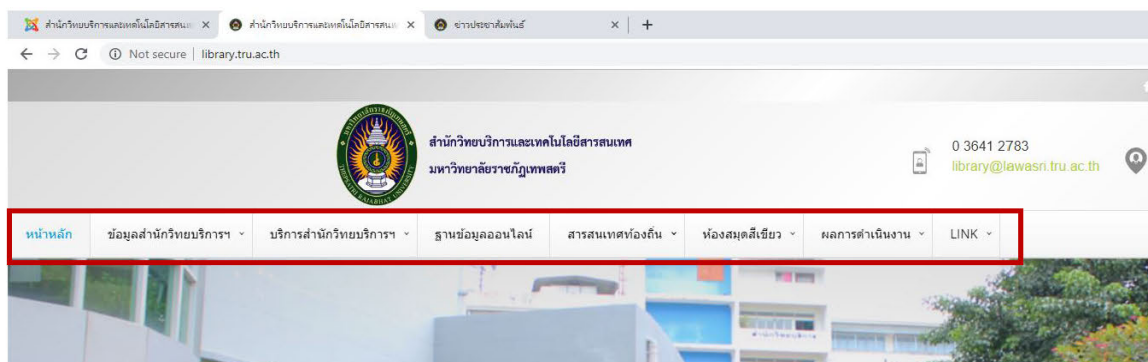 สำนักวิทยบริการและเทคโนโลยีสารสนเ
สำนักวิทยบริการและเทคโนโลยีสารสนเ
ข่าวประชาสัมพันธ์
Not secure | library.tru.ac.th
สำนักวิทยบริการและเทคโนโลยีสารสนเทศ
มหาวิทยาลัยราชภัฏเทพสตรี
0 3641 2783
library@lawasri.tru.ac.th
หน้าหลัก ข้อมูลสำนักวิทยบริการฯ บริการสำนักวิทยบริการฯ ฐานข้อมูลออนไลน์ สารสนเทศท้องถิ่น ห้องสมุดสีเขียว ผลการดำเนินงาน LINK